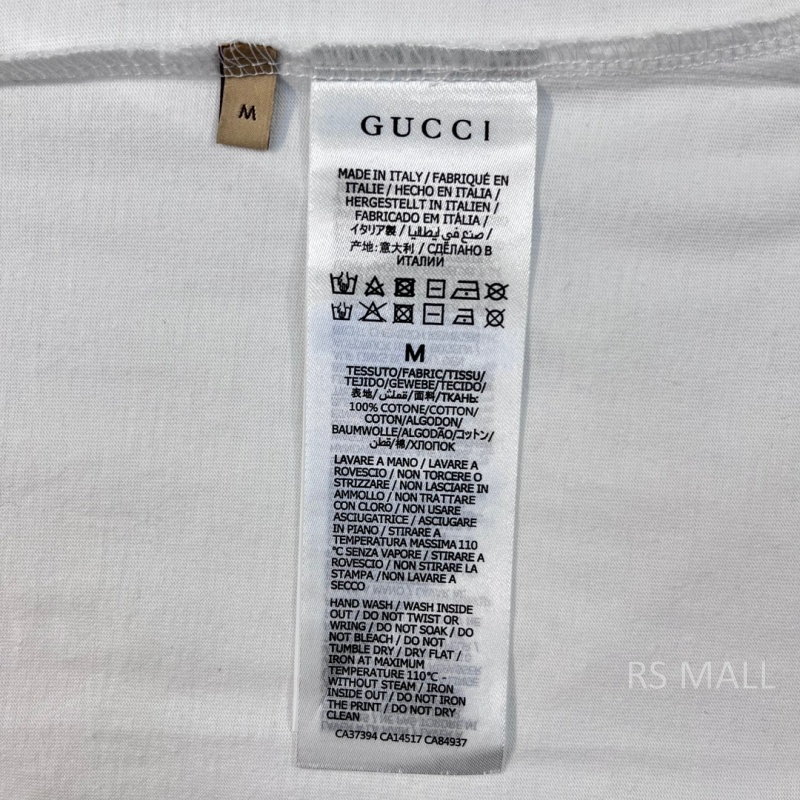 M
GUCCI
MADE IN ITALY / FABRIQUÉ EN
ITALIE / HECHO EN ITALIA /
HERGESTELLT IN ITALIEN /
FABRICADO EM ITÁLIA /
イタリア製 / صنع في إيطاليا /
产地: 意大利 / СДЕЛАНО В
ИТАЛИИ
M
TESSUTO/FABRIC/TISSU/
TEJIDO/GEWEBE/TECIDO/
表地/قماش/面料/ТКАНЬ:
100% COTONE/COTTON/
COTON/ALGODON/
BAUMWOLLE/ALGODÃO/コットン/
قطن/棉/ХЛОПОК
LAVARE A MANO / LAVARE A
ROVESCIO / NON TORCERE O
STRIZZARE / NON LASCIARE IN
AMMOLLO / NON TRATTARE
CON CLORO / NON USARE
ASCIUGATRICE / ASCIUGARE
IN PIANO / STIRARE A
TEMPERATURA MASSIMA 110
°C SENZA VAPORE / STIRARE A
ROVESCIO / NON STIRARE LA
STAMPA / NON LAVARE A
SECCO
HAND WASH / WASH INSIDE
OUT / DO NOT TWIST OR
WRING / DO NOT SOAK / DO
NOT BLEACH / DO NOT
TUMBLE DRY / DRY FLAT /
IRON AT MAXIMUM
TEMPERATURE 110°C -
WITHOUT STEAM / IRON
INSIDE OUT / DO NOT IRON
THE PRINT / DO NOT DRY
CLEAN
CA37394 CA14517 CA84937
RS MALL